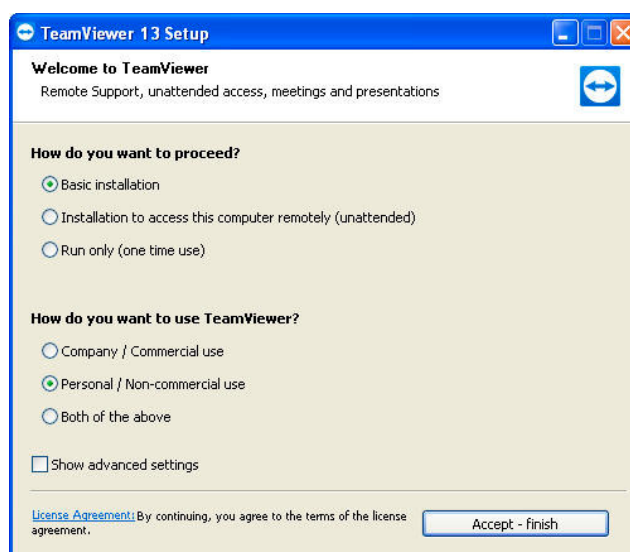 TeamViewer 13 Setup
Welcome to TeamViewer
Remote Support, unattended access, meetings and presentations
How do you want to proceed?
Basic installation
Installation to access this computer remotely (unattended)
Run only (one time use)
How do you want to use TeamViewer?
Company / Commercial use
Personal / Non-commercial use
Both of the above
Show advanced settings
License Agreement: By continuing, you agree to the terms of the license
agreement.
Accept - finish